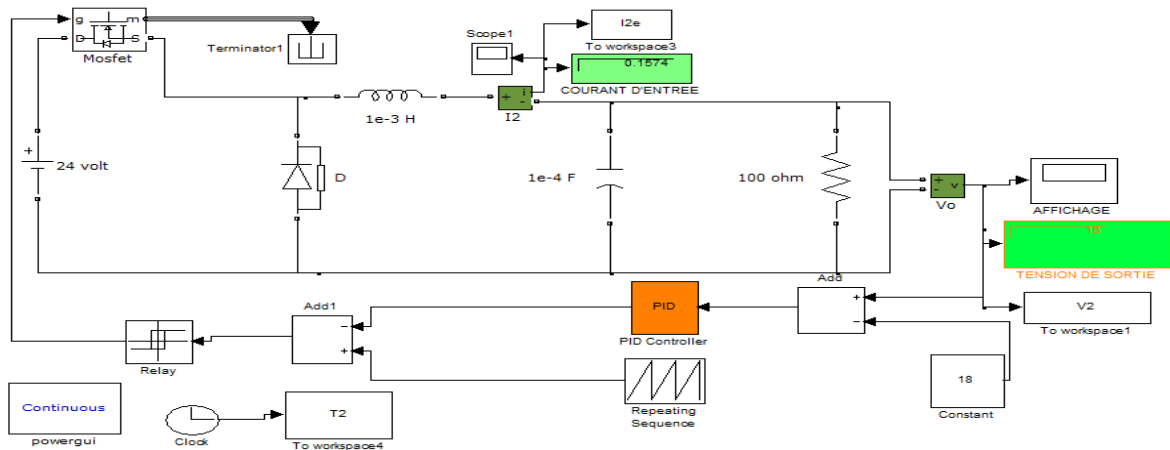 g
m
D
S
Mosfet
Terminator1
Scope1
I2e
To workspace3
0.1574
COURANT D'ENTREE
+
i
-
I2
1e-3 H
+
24 volt
D
1e-4 F
100 ohm
+
v
-
Vo
AFFICHAGE
18
TENSION DE SORTIE
V2
To workspace1
Add
+
−
PID
PID Controller
Add1
−
+
Relay
Repeating
Sequence
18
Constant
Continuous
powergui
Clock
T2
To workspace4